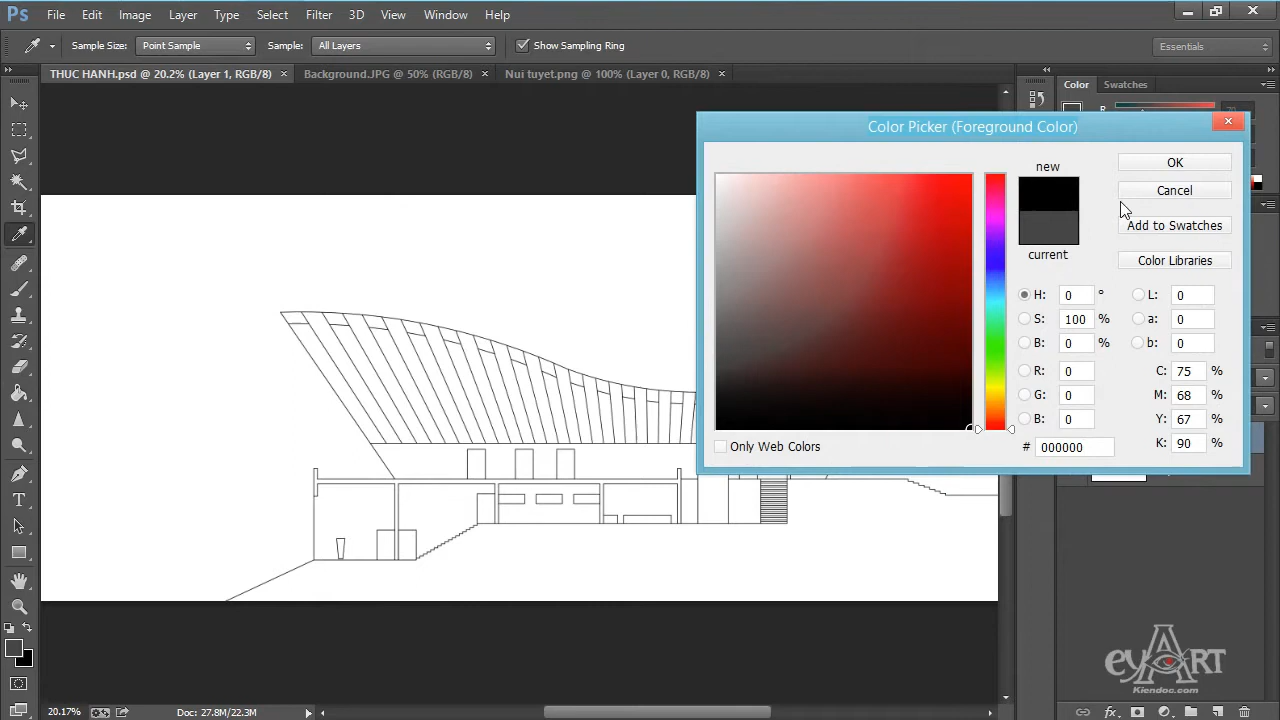 Ps File Edit Image Layer Type Select Filter 3D View Window Help
Sample Size: Point Sample Sample: All Layers Show Sampling Ring Essentials
THUC HANH.psd @ 20.2% (Layer 1, RGB/8) × Background.JPG @ 50% (RGB/8) × Nui tuyet.png @ 100% (Layer 0, RGB/8) ×
Color Swatches
R
Color Picker (Foreground Color)
new
current
OK
Cancel
Add to Swatches
Color Libraries
H: 0 °
S: 100 %
B: 0 %
R: 0
G: 0
B: 0
# 000000
L: 0
a: 0
b: 0
C: 75 %
M: 68 %
Y: 67 %
K: 90 %
Only Web Colors
T
eyART
Kiendoc.com
20.17% Doc: 27.8M/22.3M
fx